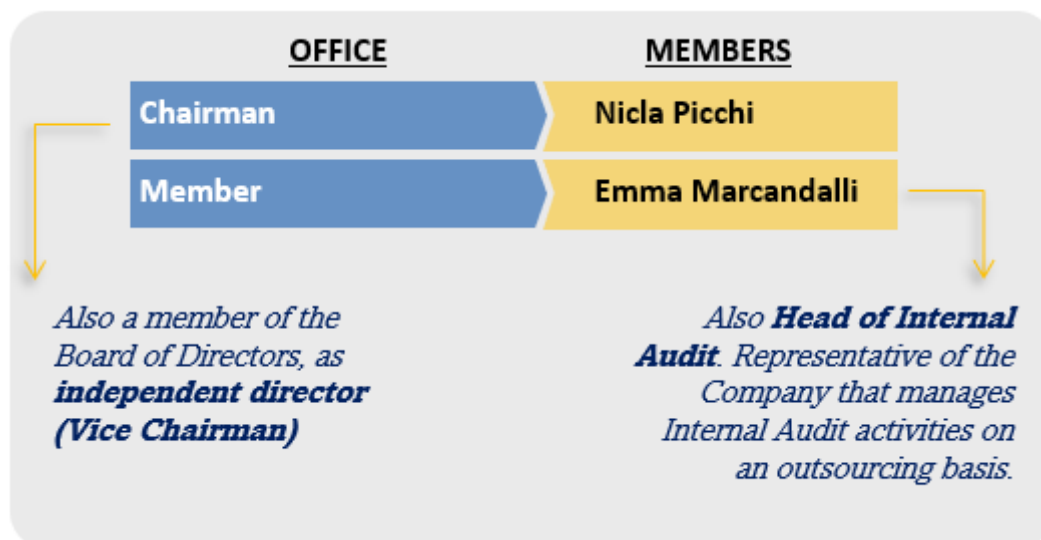 OFFICE MEMBERS
Chairman Nicla Picchi
Member Emma Marcandalli
Also a member of the
Board of Directors, as
independent director
(Vice Chairman)
Also Head of Internal
Audit. Representative of the
Company that manages
Internal Audit activities on
an outsourcing basis.